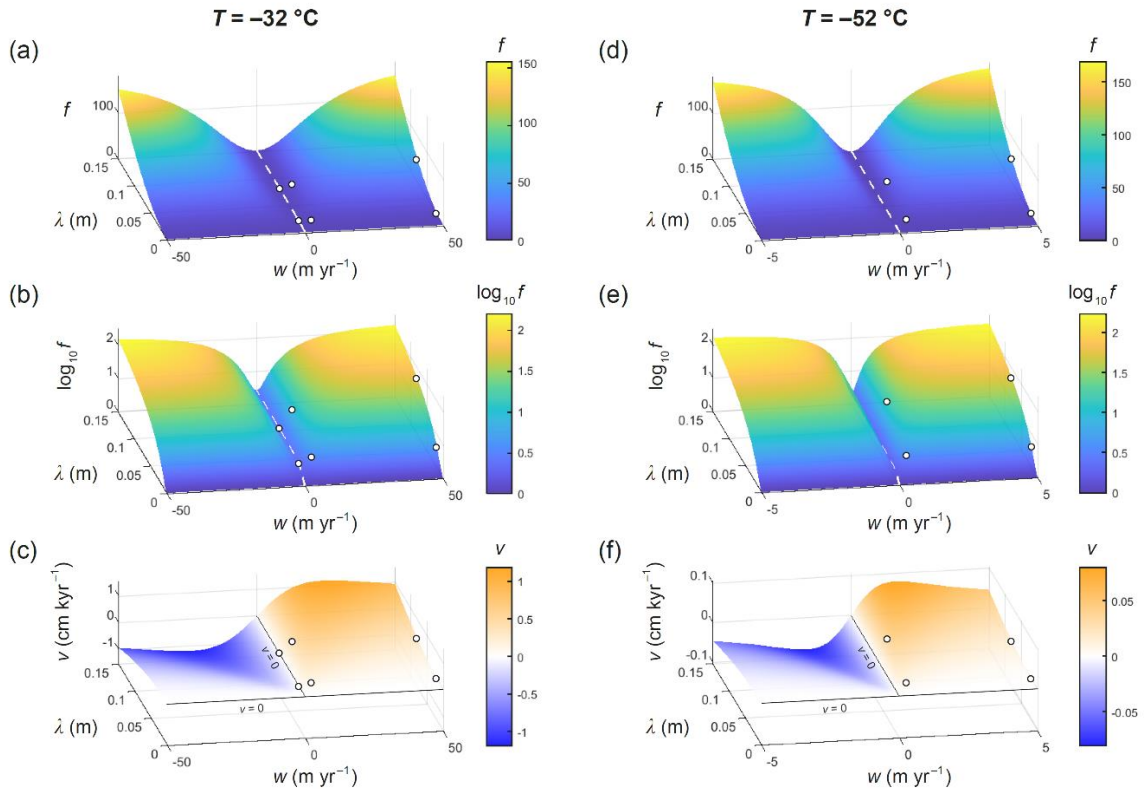 T = –32 °C
T = –52 °C
(a)
f
150
100
50
0
f
100
0
0.15
0.1
0.05
0
λ (m)
-50
0
50
w (m yr⁻¹)
(d)
f
150
100
50
0
f
100
0
0.15
0.1
0.05
0
λ (m)
-5
0
5
w (m yr⁻¹)
(b)
log₁₀ f
2
1.5
1
0.5
0
log₁₀ f
2
1
0
0.15
0.1
0.05
0
λ (m)
-50
0
50
w (m yr⁻¹)
(e)
log₁₀ f
2
1.5
1
0.5
0
log₁₀ f
2
1
0
0.15
0.1
0.05
0
λ (m)
-5
0
5
w (m yr⁻¹)
(c)
v
1
0.5
0
-0.5
-1
v (cm kyr⁻¹)
1
0
-1
0.15
0.1
0.05
0
λ (m)
v = 0
v = 0
-50
0
50
w (m yr⁻¹)
(f)
v
0.05
0
-0.05
v (cm kyr⁻¹)
0.1
0
-0.1
0.15
0.1
0.05
0
λ (m)
v = 0
v = 0
-5
0
5
w (m yr⁻¹)